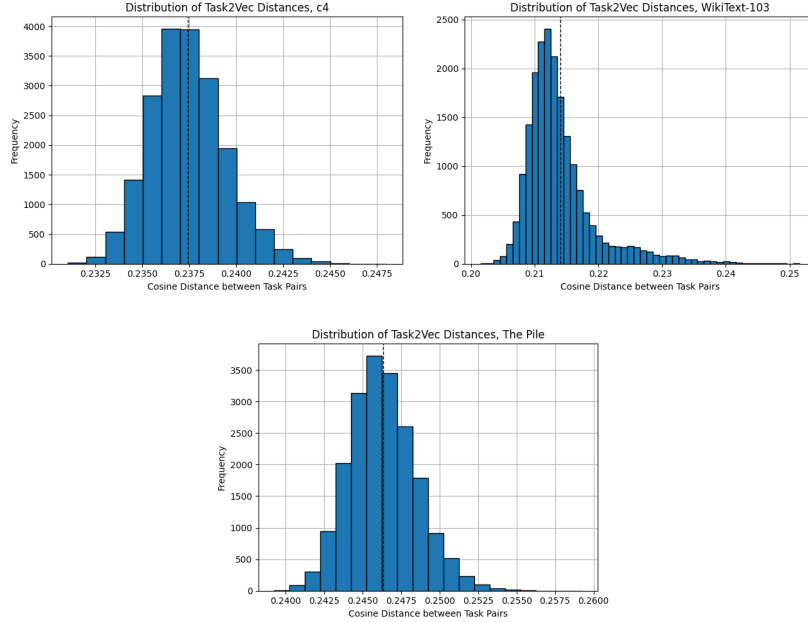 Distribution of Task2Vec Distances, c4
4000
3500
3000
2500
2000
1500
1000
500
0
Frequency
0.2325 0.2350 0.2375 0.2400 0.2425 0.2450 0.2475
Cosine Distance between Task Pairs
Distribution of Task2Vec Distances, WikiText-103
2500
2000
1500
1000
500
0
Frequency
0.20 0.21 0.22 0.23 0.24 0.25
Cosine Distance between Task Pairs
Distribution of Task2Vec Distances, The Pile
3500
3000
2500
2000
1500
1000
500
0
Frequency
0.2400 0.2425 0.2450 0.2475 0.2500 0.2525 0.2550 0.2575 0.2600
Cosine Distance between Task Pairs